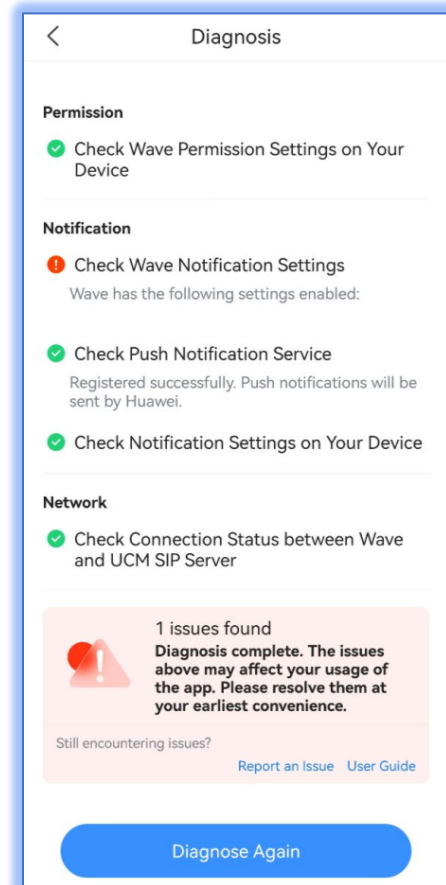 Diagnosis
Permission
Check Wave Permission Settings on Your
Device
Notification
Check Wave Notification Settings
Wave has the following settings enabled:
Check Push Notification Service
Registered successfully. Push notifications will be
sent by Huawei.
Check Notification Settings on Your Device
Network
Check Connection Status between Wave
and UCM SIP Server
1 issues found
Diagnosis complete. The issues
above may affect your usage of
the app. Please resolve them at
your earliest convenience.
Still encountering issues?
Report an Issue User Guide
Diagnose Again